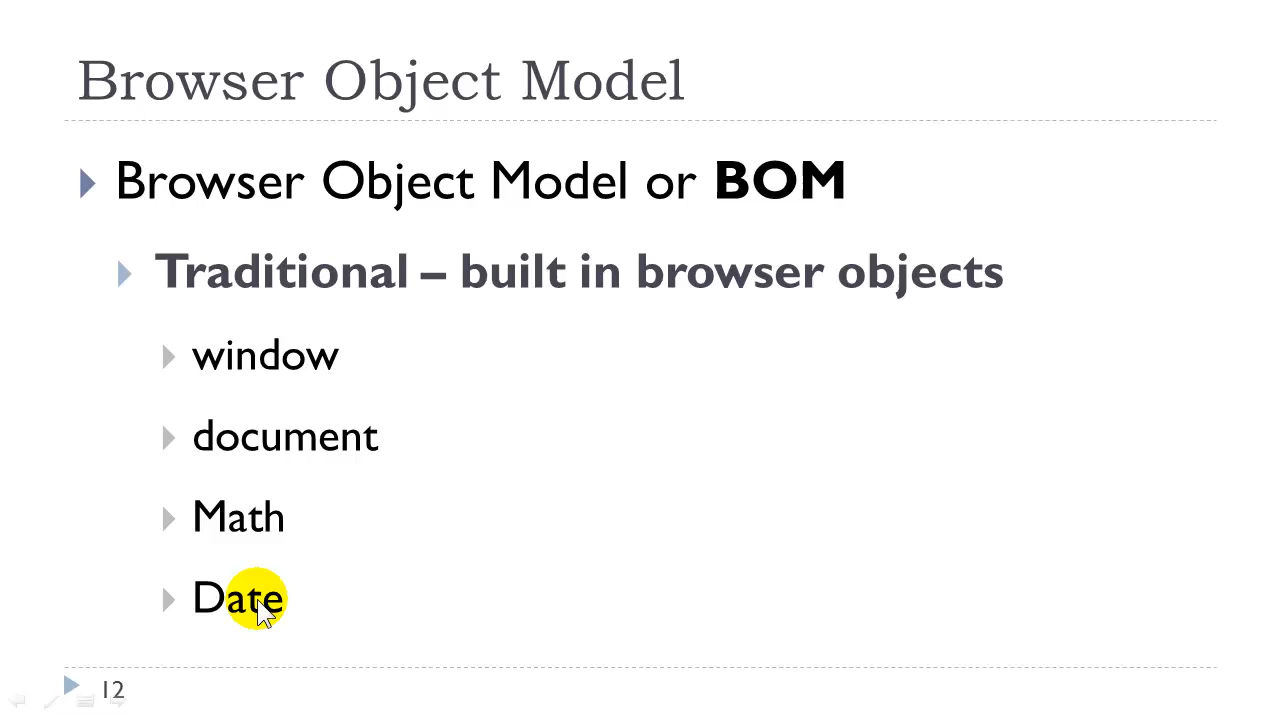 Browser Object Model
Browser Object Model or BOM
Traditional – built in browser objects
window
document
Math
Date
12